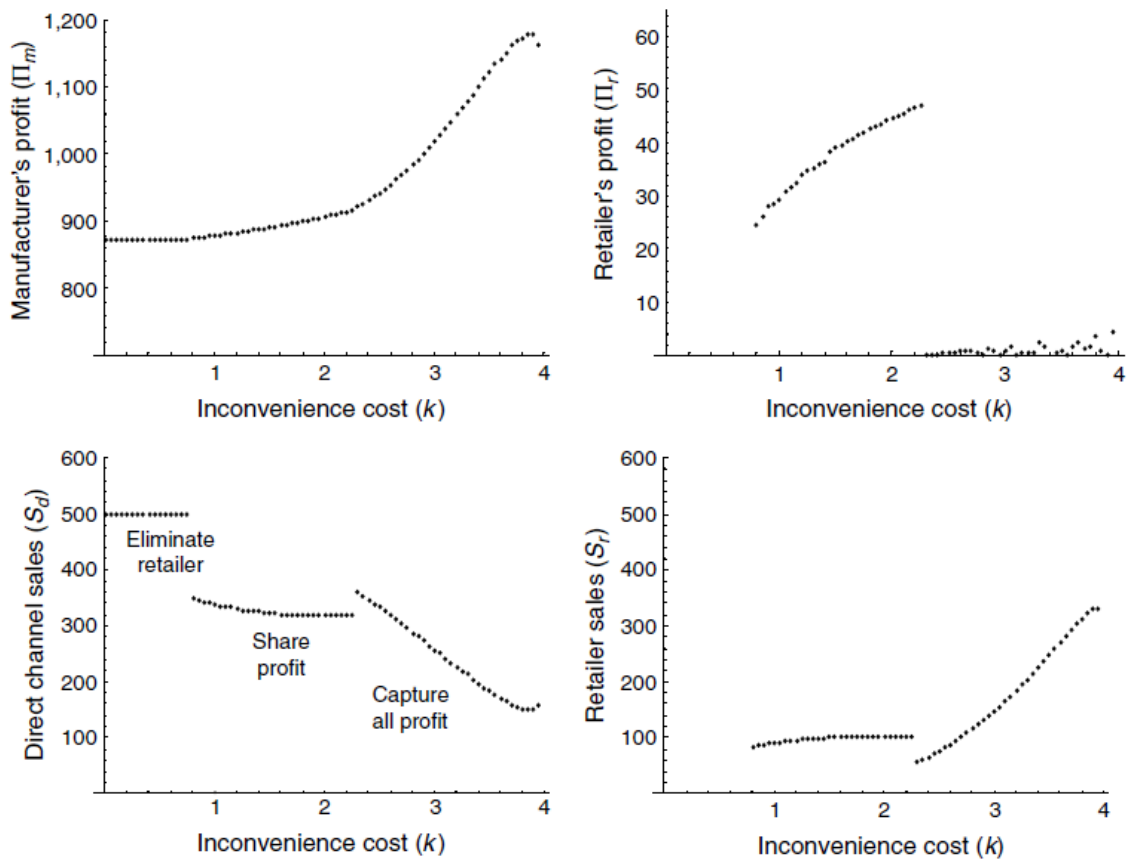 Manufacturer's profit (Πm)
1,200
1,100
1,000
900
800
1
2
3
4
Inconvenience cost (k)
Retailer's profit (Πr)
60
50
40
30
20
10
1
2
3
4
Inconvenience cost (k)
Direct channel sales (Sd)
600
500
400
300
200
100
Eliminate
retailer
Share
profit
Capture
all profit
1
2
3
4
Inconvenience cost (k)
Retailer sales (Sr)
600
500
400
300
200
100
1
2
3
4
Inconvenience cost (k)